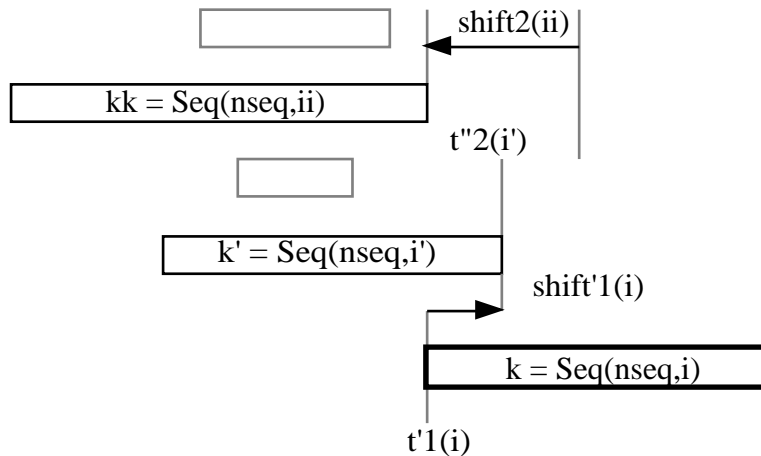 shift2(ii)
kk = Seq(nseq,ii)
t"2(i')
k' = Seq(nseq,i')
shift'1(i)
k = Seq(nseq,i)
t'1(i)